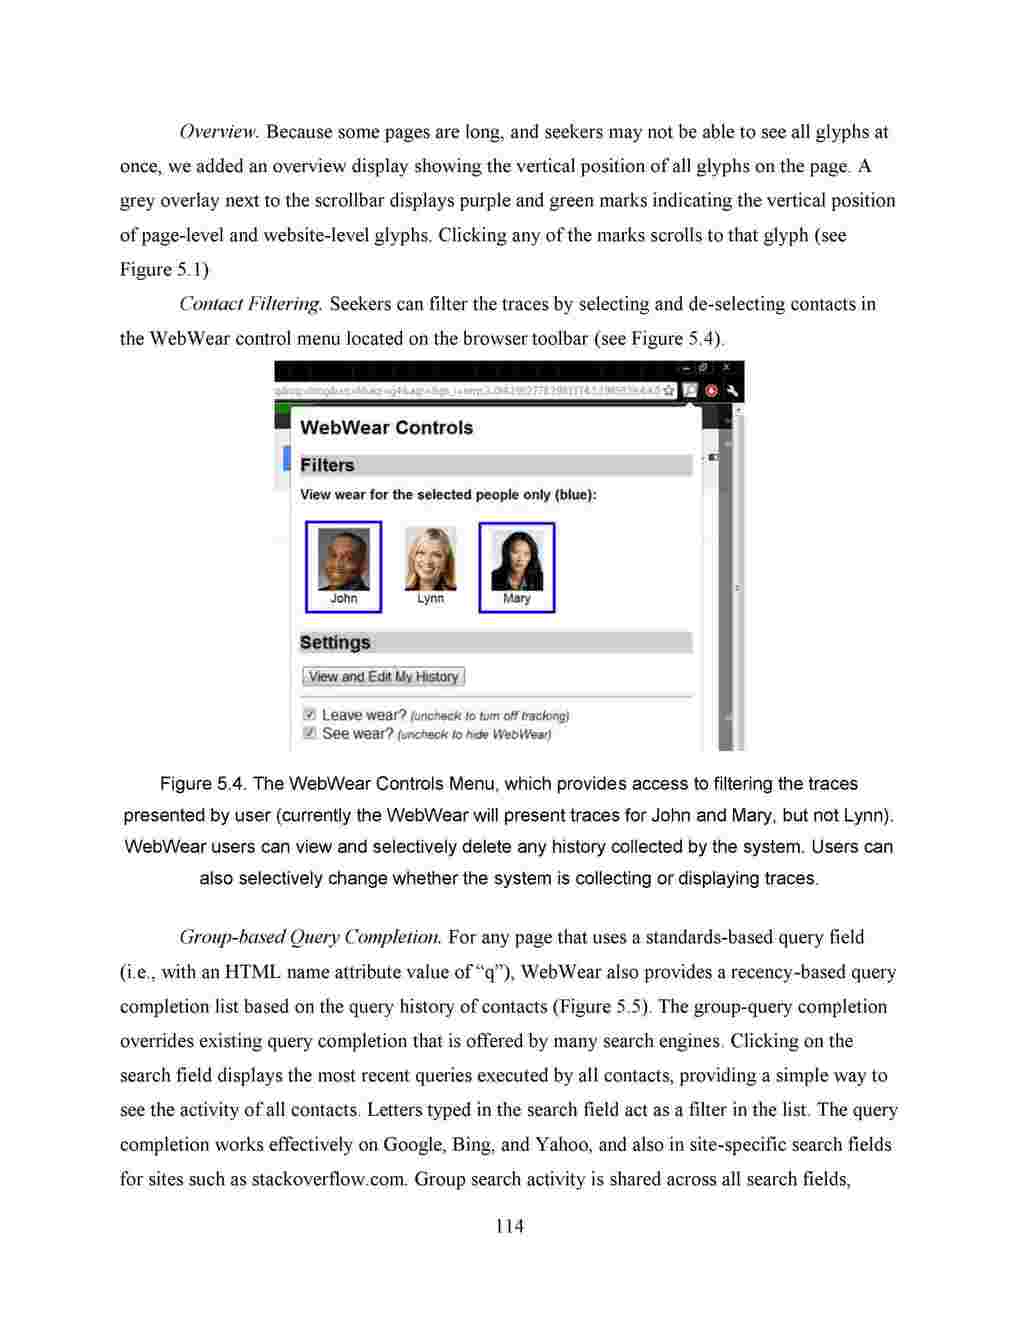 Overview. Because some pages are long, and seekers may not be able to see all glyphs at
once, we added an overview display showing the vertical position of all glyphs on the page. A
grey overlay next to the scrollbar displays purple and green marks indicating the vertical position
of page-level and website-level glyphs. Clicking any of the marks scrolls to that glyph (see
Figure 5.1)
Contact Filtering. Seekers can filter the traces by selecting and de-selecting contacts in
the WebWear control menu located on the browser toolbar (see Figure 5.4).
WebWear Controls
Filters
View wear for the selected people only (blue):
John Lynn Mary
Settings
View and Edit My History
Leave wear? (uncheck to turn off tracking)
See wear? (uncheck to hide WebWear)
Figure 5.4. The WebWear Controls Menu, which provides access to filtering the traces
presented by user (currently the WebWear will present traces for John and Mary, but not Lynn).
WebWear users can view and selectively delete any history collected by the system. Users can
also selectively change whether the system is collecting or displaying traces.
Group-based Query Completion. For any page that uses a standards-based query field
(i.e., with an HTML name attribute value of “q”), WebWear also provides a recency-based query
completion list based on the query history of contacts (Figure 5.5). The group-query completion
overrides existing query completion that is offered by many search engines. Clicking on the
search field displays the most recent queries executed by all contacts, providing a simple way to
see the activity of all contacts. Letters typed in the search field act as a filter in the list. The query
completion works effectively on Google, Bing, and Yahoo, and also in site-specific search fields
for sites such as stackoverflow.com. Group search activity is shared across all search fields,
114